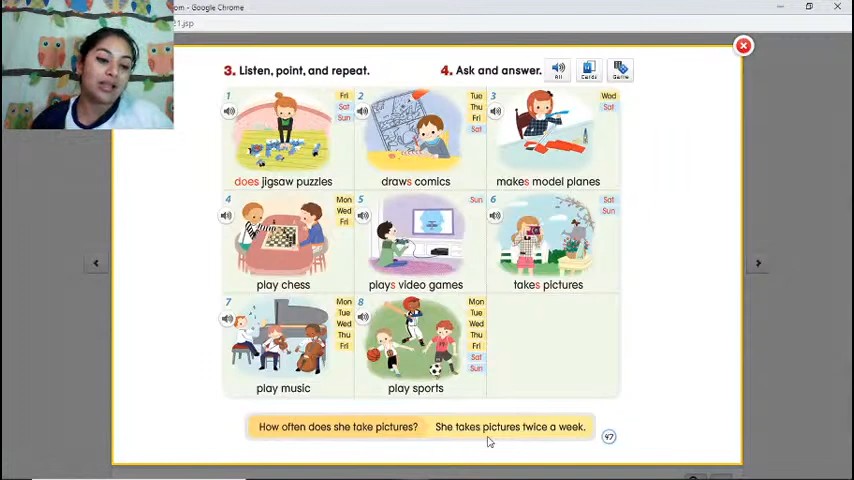 om - Google Chrome
21.jsp
3. Listen, point, and repeat.
4. Ask and answer.
All
Cards
Game
1
Fri
Sat
Sun
does jigsaw puzzles
2
Tue
Thu
Fri
Sat
draws comics
3
Wed
Sat
makes model planes
4
Mon
Wed
Fri
play chess
5
Sun
plays video games
6
Sat
Sun
takes pictures
7
Mon
Tue
Wed
Thu
Fri
play music
8
Mon
Tue
Wed
Thu
Fri
Sat
Sun
play sports
How often does she take pictures?
She takes pictures twice a week.
47